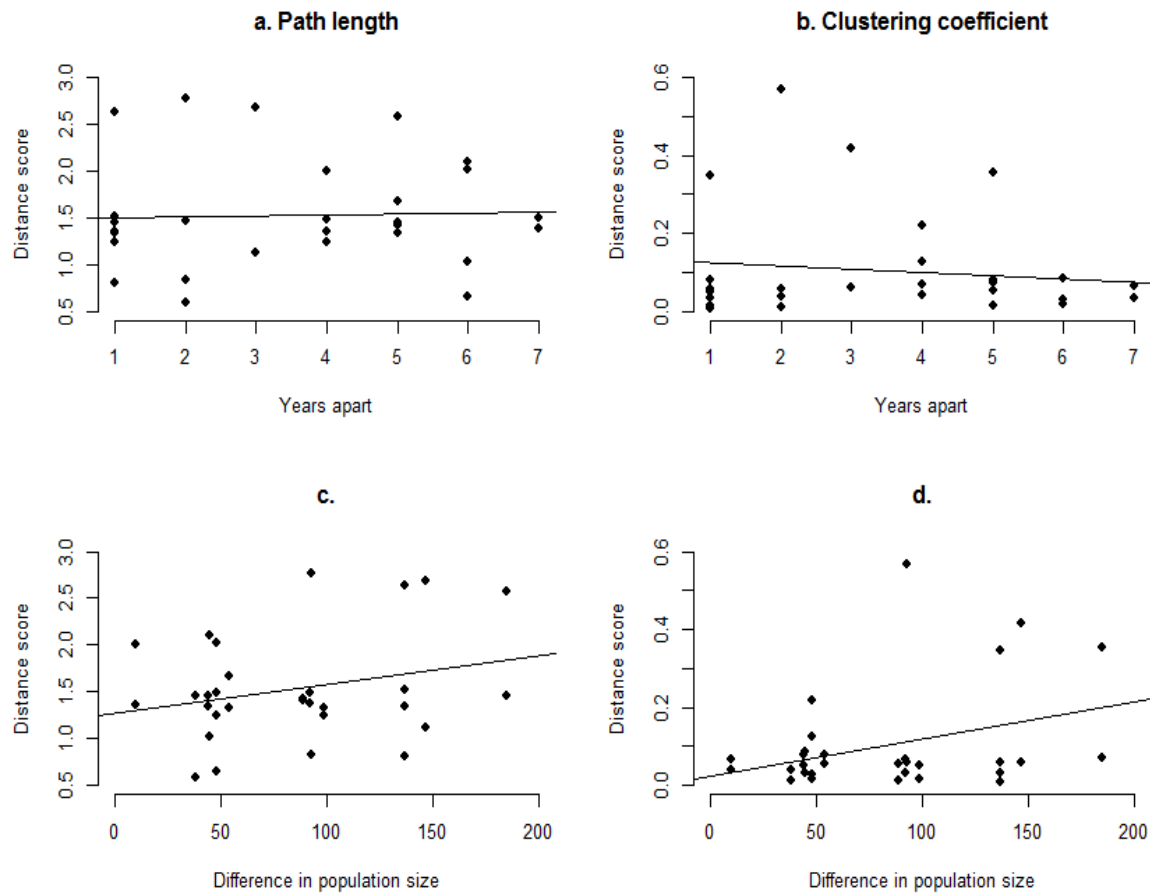 a. Path length
b. Clustering coefficient
Distance score
0.5 1.0 1.5 2.0 2.5 3.0
1 2 3 4 5 6 7
Years apart
Distance score
0.0 0.2 0.4 0.6
1 2 3 4 5 6 7
Years apart
c.
d.
Distance score
0.5 1.0 1.5 2.0 2.5 3.0
0 50 100 150 200
Difference in population size
Distance score
0.0 0.2 0.4 0.6
0 50 100 150 200
Difference in population size